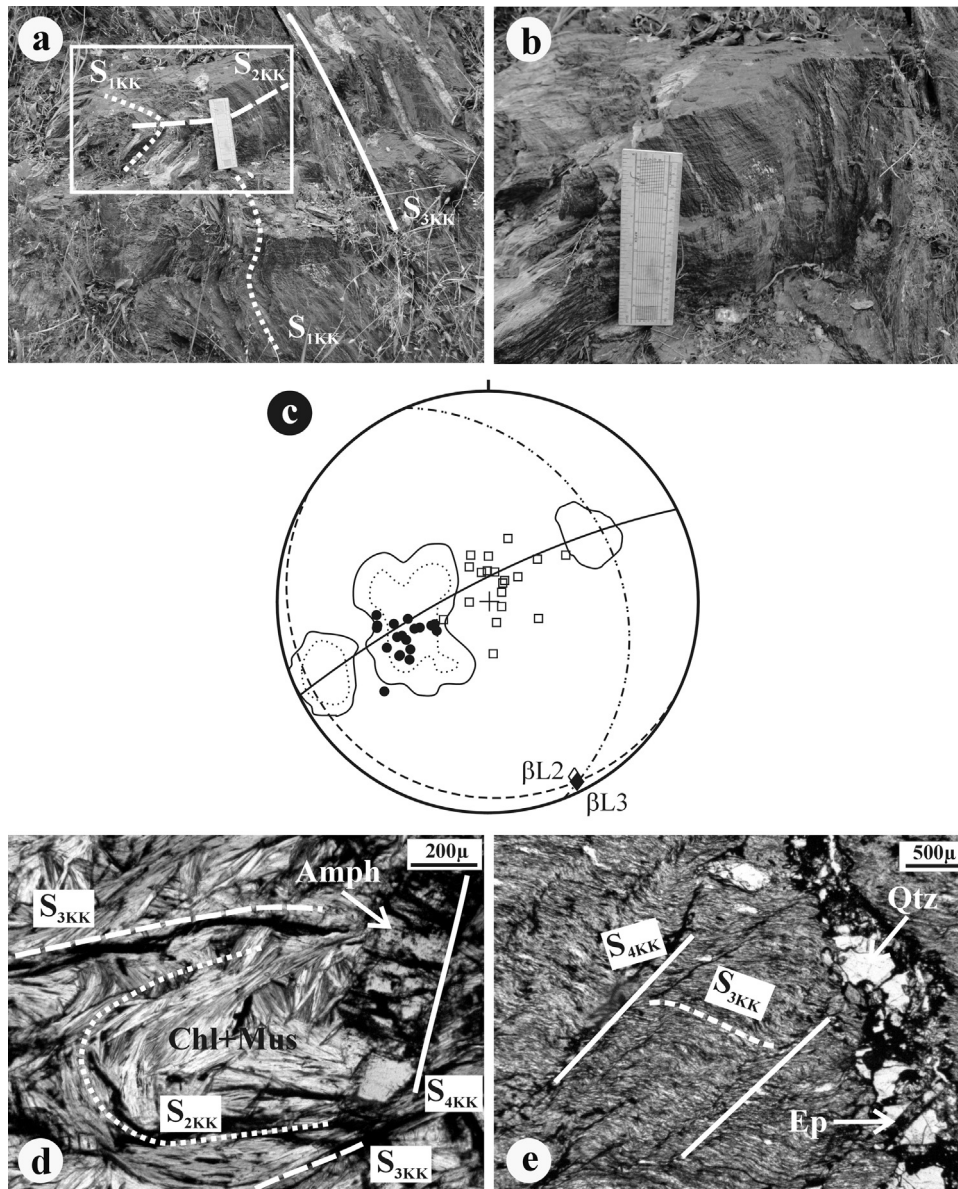 a
S1KK
S2KK
S3KK
S1KK
b
c
βL2
βL3
200µ
Amph
S3KK
Chl+Mus
S2KK
S4KK
S3KK
d
500µ
Qtz
S4KK
S3KK
Ep
e